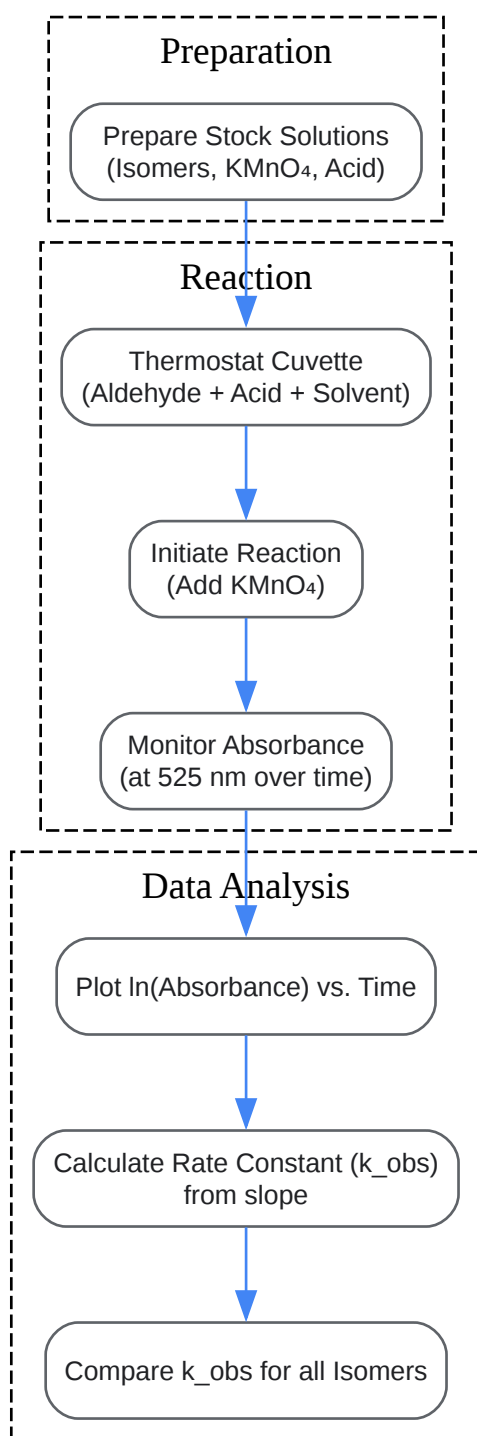 Preparation
Prepare Stock Solutions
(Isomers, KMnO₄, Acid)
Reaction
Thermostat Cuvette
(Aldehyde + Acid + Solvent)
Initiate Reaction
(Add KMnO₄)
Monitor Absorbance
(at 525 nm over time)
Data Analysis
Plot ln(Absorbance) vs. Time
Calculate Rate Constant (k_obs)
from slope
Compare k_obs for all Isomers